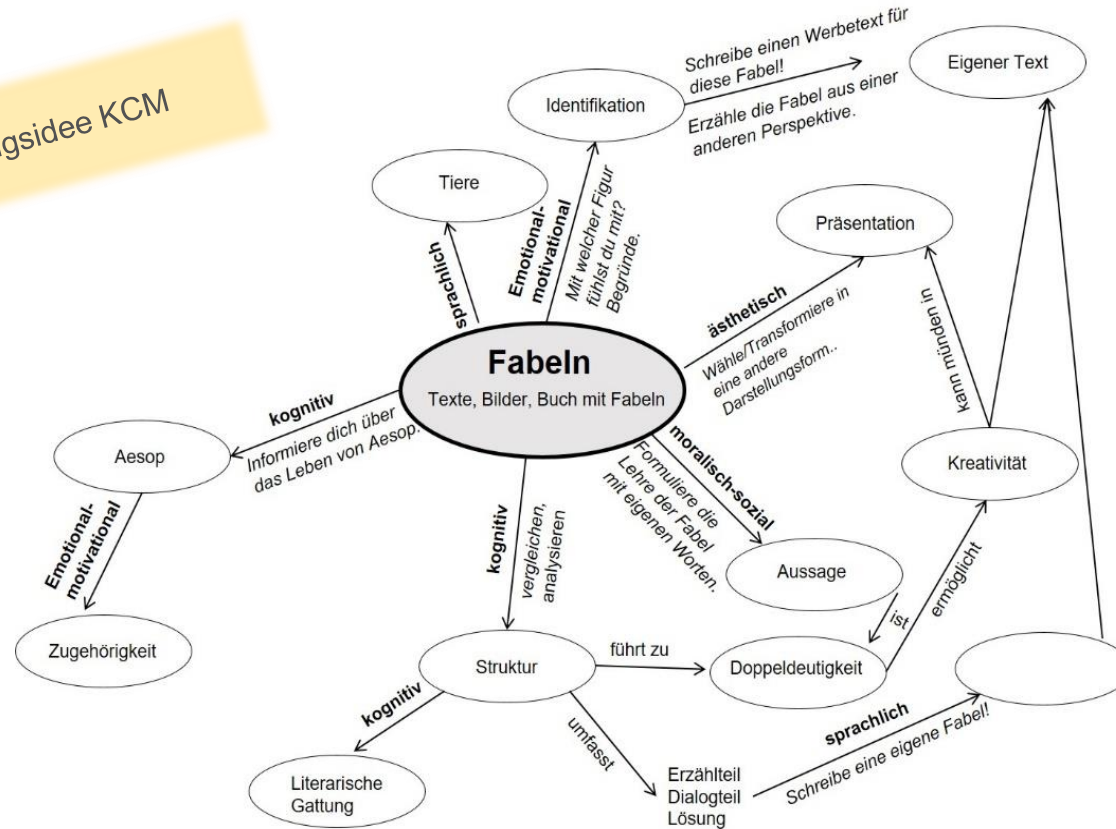 gsidee KCM
Schreibe einen Werbetext für
diese Fabel!
Erzähle die Fabel aus einer
anderen Perspektive.
Eigener Text
Identifikation
Tiere
Präsentation
sprachlich
Emotional-
motivational
Mit welcher Figur
fühlst du mit?
Begründe.
ästhetisch
Wähle/Transformiere in
eine andere
Darstellungsform..
kann münden in
Fabeln
Texte, Bilder, Buch mit Fabeln
kognitiv
Informiere dich über
das Leben von Aesop.
Aesop
Emotional-
motivational
Zugehörigkeit
kognitiv
vergleichen,
analysieren
moralisch-sozial
Formuliere die
Lehre der Fabel
mit eigenen Worten.
Kreativität
Aussage
ist
ermöglicht
Struktur
führt zu
Doppeldeutigkeit
kognitiv
umfasst
Literarische
Gattung
Erzählteil
Dialogteil
Lösung
sprachlich
Schreibe eine eigene Fabel!